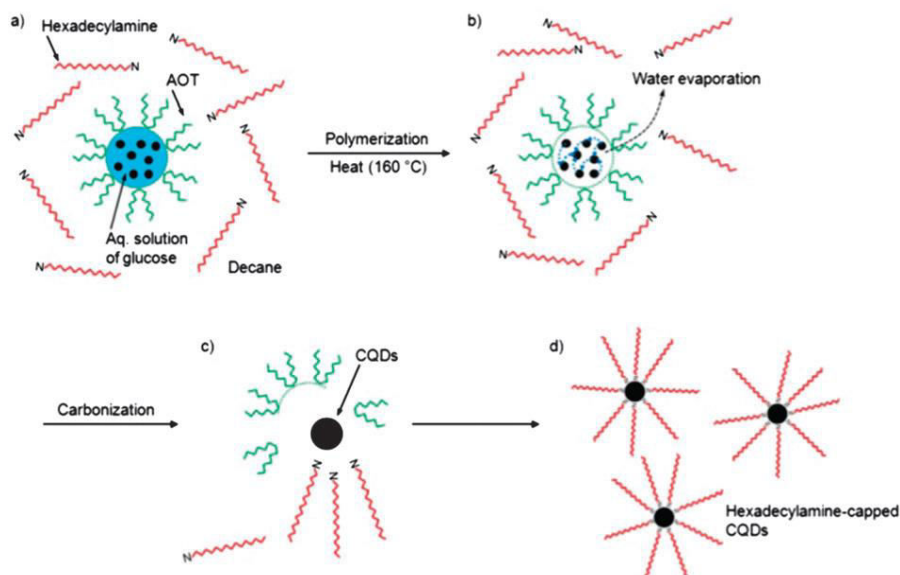 a)
Hexadecylamine
N
N
AOT
N
N
N
N
N
N
Aq. solution
of glucose
Decane
Polymerization
Heat (160 °C)
b)
N
N
N
Water evaporation
N
N
N
N
N
Carbonization
c)
CQDs
N
N
N
N
d)
Hexadecylamine-capped
CQDs